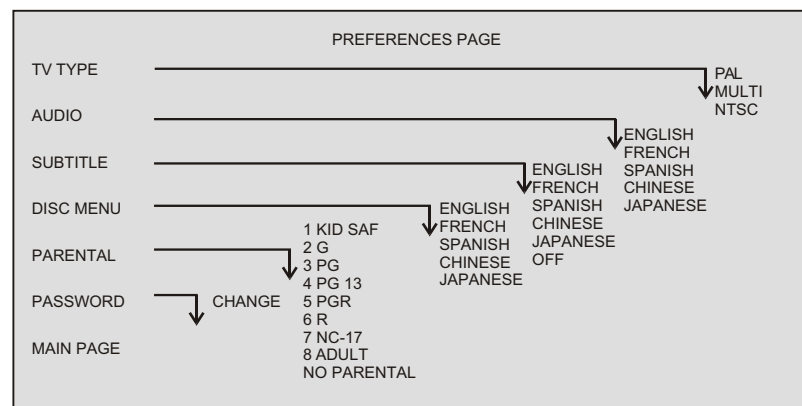 PREFERENCES PAGE
TV TYPE
PAL
MULTI
NTSC
AUDIO
ENGLISH
FRENCH
SPANISH
CHINESE
JAPANESE
SUBTITLE
ENGLISH
FRENCH
SPANISH
CHINESE
JAPANESE
OFF
DISC MENU
ENGLISH
FRENCH
SPANISH
CHINESE
JAPANESE
PARENTAL
1 KID SAF
2 G
3 PG
4 PG 13
5 PGR
6 R
7 NC-17
8 ADULT
NO PARENTAL
PASSWORD
CHANGE
MAIN PAGE